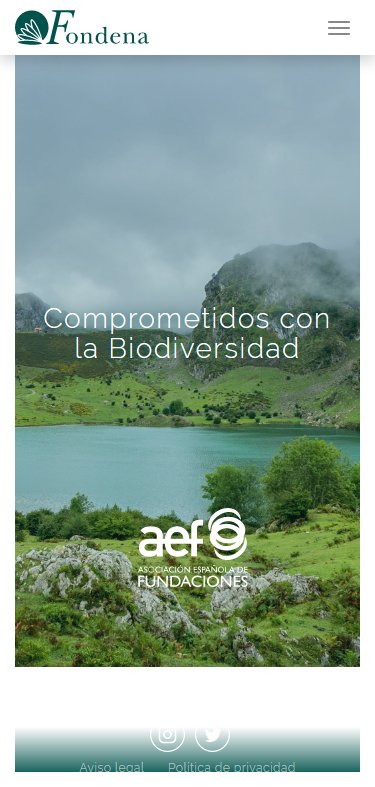 Fondena
Comprometidos con
la Biodiversidad
aef
ASOCIACIÓN ESPAÑOLA DE
FUNDACIONES
Aviso legal Política de privacidad